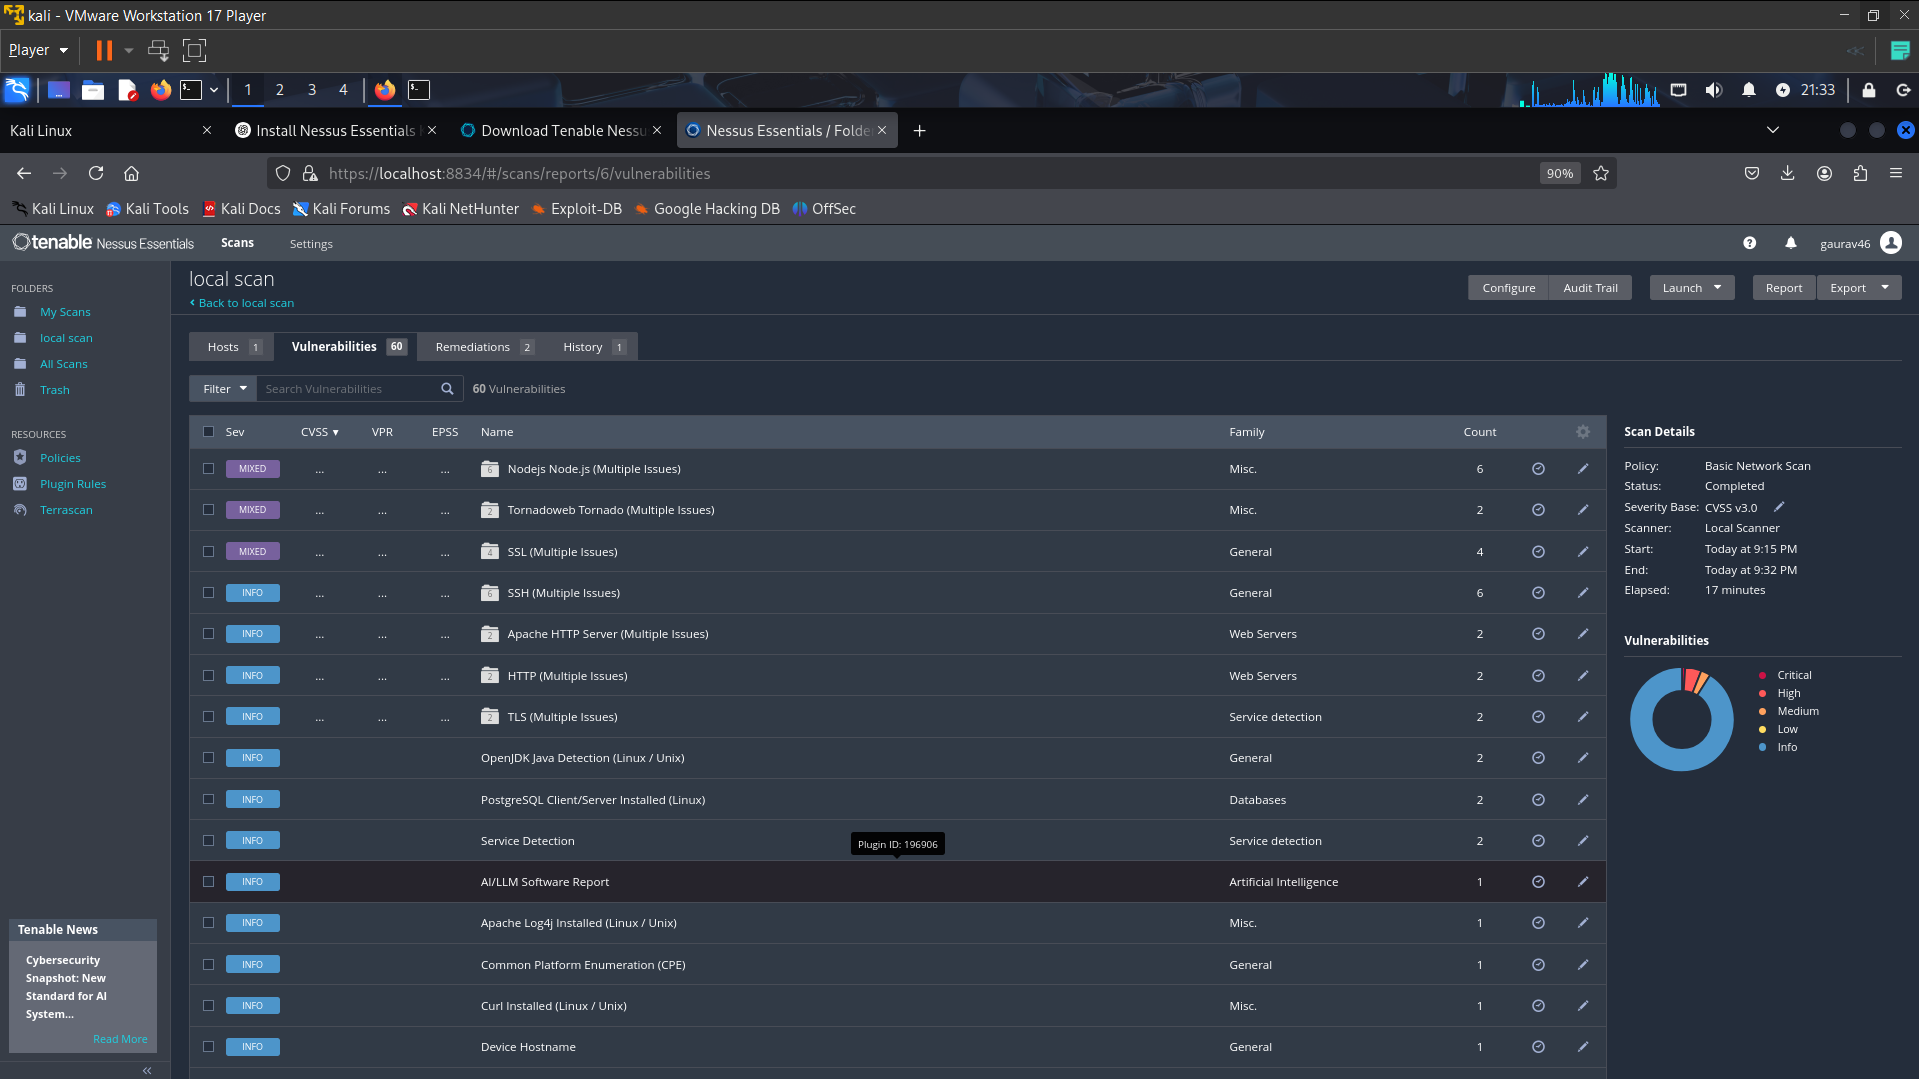 kali - VMware Workstation 17 Player
Player
1 2 3 4 21:33
Kali Linux
Install Nessus Essentials
Download Tenable Nessu
Nessus Essentials / Folde
https://localhost:8834/#/scans/reports/6/vulnerabilities 90%
Kali Linux Kali Tools Kali Docs Kali Forums Kali NetHunter Exploit-DB Google Hacking DB OffSec
tenable Nessus Essentials Scans Settings gaurav46
FOLDERS
My Scans
local scan
All Scans
Trash
RESOURCES
Policies
Plugin Rules
Terrascan
Tenable News
Cybersecurity
Snapshot: New
Standard for AI
System...
Read More
local scan
Back to local scan
Configure Audit Trail Launch Report Export
Hosts 1 Vulnerabilities 60 Remediations 2 History 1
Filter Search Vulnerabilities 60 Vulnerabilities
Sev CVSS VPR EPSS Name Family Count
MIXED ... ... ... 6 Nodejs Node.js (Multiple Issues) Misc. 6
MIXED ... ... ... 2 Tornadoweb Tornado (Multiple Issues) Misc. 2
MIXED ... ... ... 4 SSL (Multiple Issues) General 4
INFO ... ... ... 6 SSH (Multiple Issues) General 6
INFO ... ... ... 2 Apache HTTP Server (Multiple Issues) Web Servers 2
INFO ... ... ... 2 HTTP (Multiple Issues) Web Servers 2
INFO ... ... ... 2 TLS (Multiple Issues) Service detection 2
INFO OpenJDK Java Detection (Linux / Unix) General 2
INFO PostgreSQL Client/Server Installed (Linux) Databases 2
INFO Service Detection Service detection 2
Plugin ID: 196906
INFO AI/LLM Software Report Artificial Intelligence 1
INFO Apache Log4j Installed (Linux / Unix) Misc. 1
INFO Common Platform Enumeration (CPE) General 1
INFO Curl Installed (Linux / Unix) Misc. 1
INFO Device Hostname General 1
Scan Details
Policy: Basic Network Scan
Status: Completed
Severity Base: CVSS v3.0
Scanner: Local Scanner
Start: Today at 9:15 PM
End: Today at 9:32 PM
Elapsed: 17 minutes
Vulnerabilities
Critical
High
Medium
Low
Info